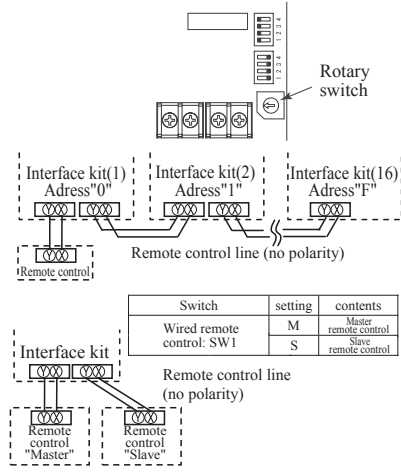 1 2 3 4
1 2 3 4
Rotary
switch
Interface kit(1)
Adress"0"
Interface kit(2)
Adress"1"
Interface kit(16)
Adress"F"
Ⓨ Ⓧ Ⓧ Ⓨ Ⓧ Ⓧ
Remote control line (no polarity)
Remote control
Switch setting contents
Wired remote
control: SW1
M Master
remote control
S Slave
remote control
Interface kit
Remote control line
(no polarity)
Remote
control
"Master"
Remote
control
"Slave"